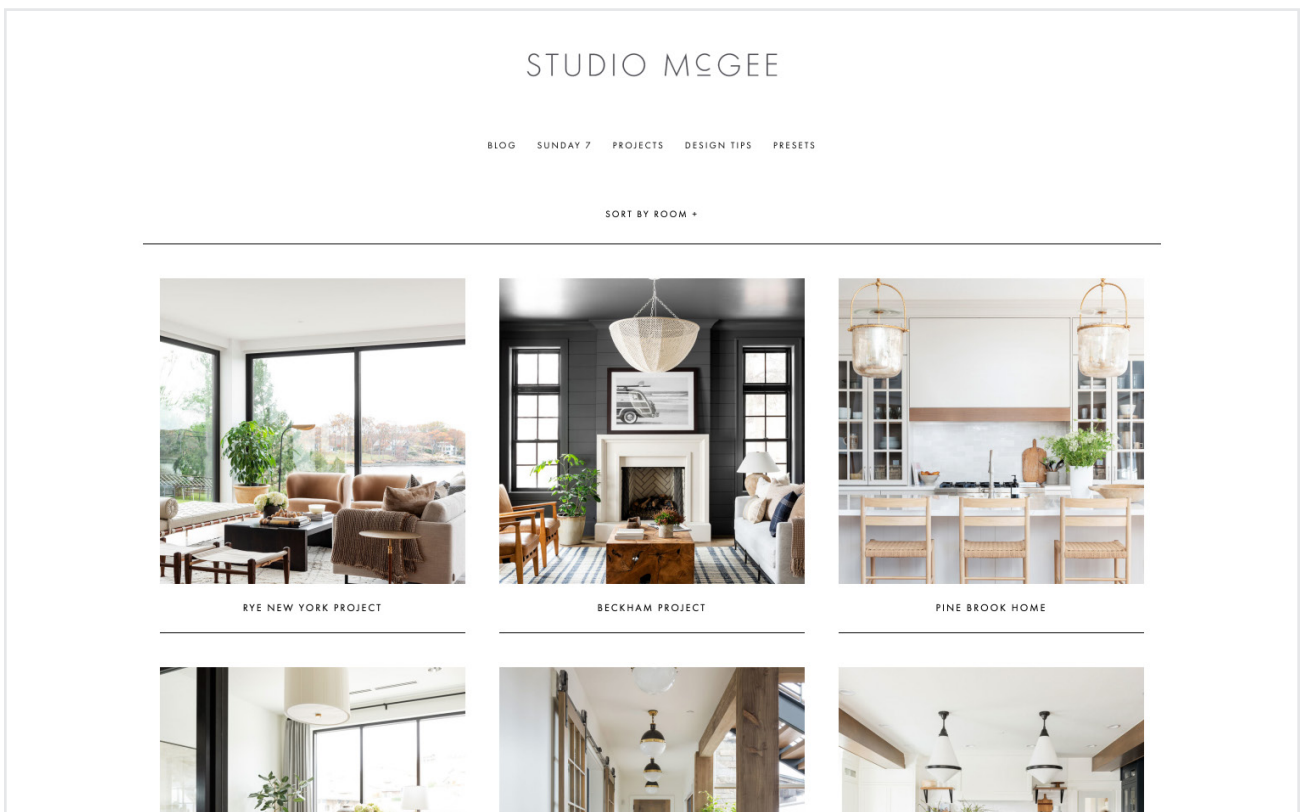 STUDIO McGEE
BLOG SUNDAY 7 PROJECTS DESIGN TIPS PRESETS
SORT BY ROOM +
RYE NEW YORK PROJECT
BECKHAM PROJECT
PINE BROOK HOME